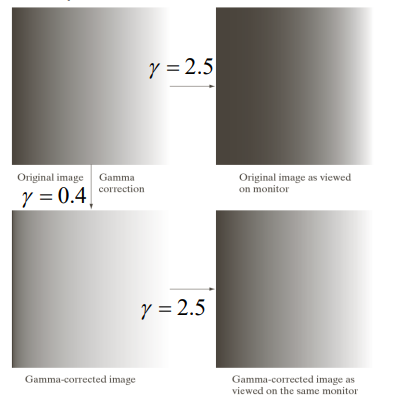 γ = 2.5
Original image
Gamma
correction
Original image as viewed
on monitor
γ = 0.4
γ = 2.5
Gamma-corrected image
Gamma-corrected image as
viewed on the same monitor